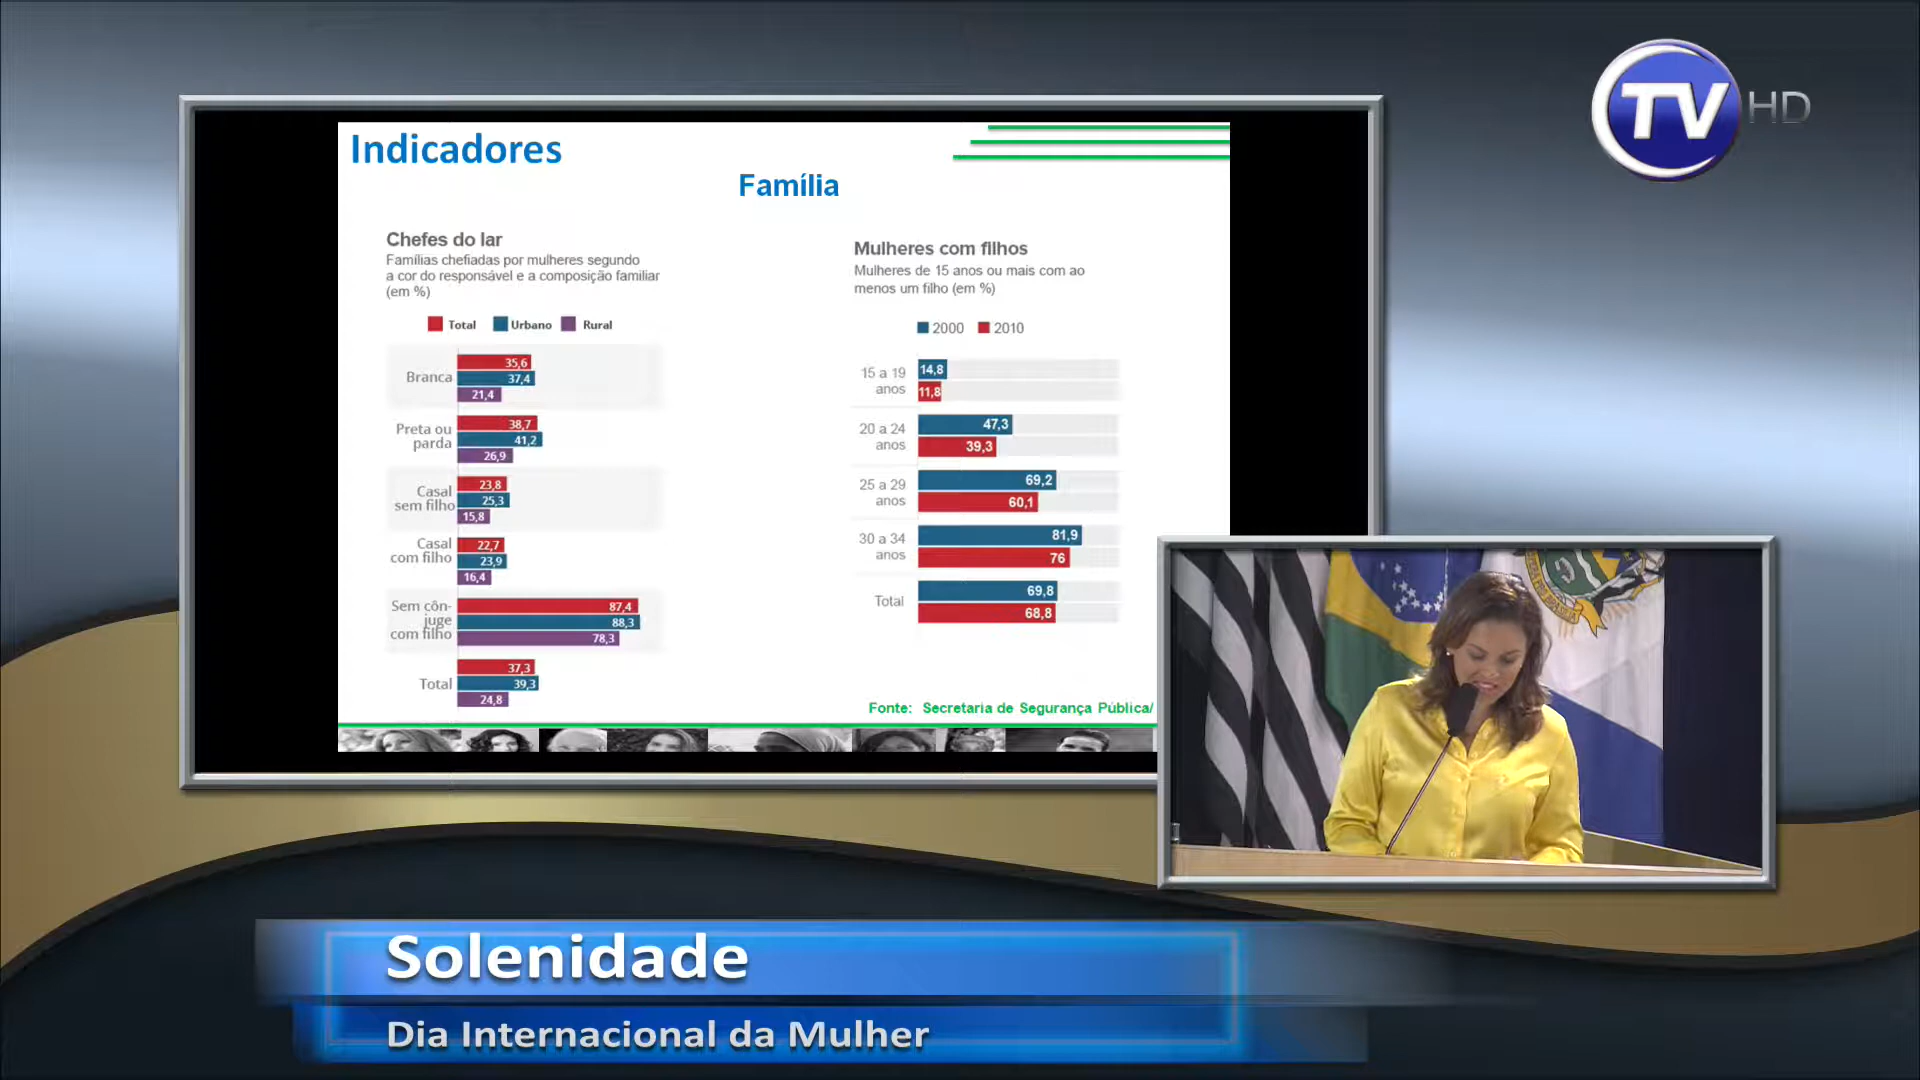 TV HD
Indicadores
Família
Chefes do lar
Famílias chefiadas por mulheres segundo
a cor do responsável e a composição familiar
(em %)
Total Urbano Rural
Branca
35,6
37,4
21,4
Preta ou
parda
38,7
41,2
26,9
Casal
sem filho
23,8
25,3
15,8
Casal
com filho
22,7
23,9
16,4
Sem côn-
juge
com filho
87,4
88,3
78,3
Total
37,3
39,3
24,8
Mulheres com filhos
Mulheres de 15 anos ou mais com ao
menos um filho (em %)
2000 2010
15 a 19
anos
14,8
11,8
20 a 24
anos
47,3
39,3
25 a 29
anos
69,2
60,1
30 a 34
anos
81,9
76
Total
69,8
68,8
Fonte: Secretaria de Segurança Pública/
Solenidade
Dia Internacional da Mulher